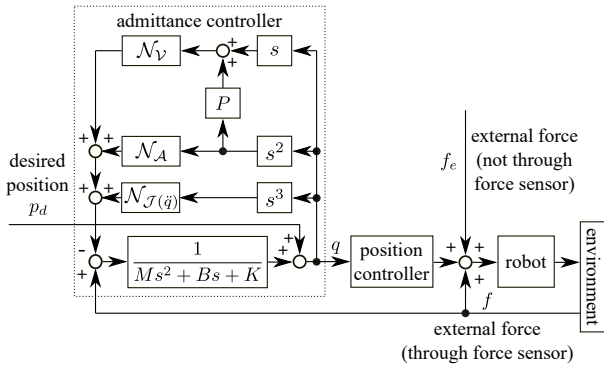 admittance controller
+
+
N_V
s
P
desired
position
p_d
+
+
N_A
s^2
external force
(not through
force sensor)
f_e
+
+
N_J(q̈)
s^3
-
+
1
Ms^2 + Bs + K
+
+
q
position
controller
+
+
+
robot
environment
f
external force
(through force sensor)